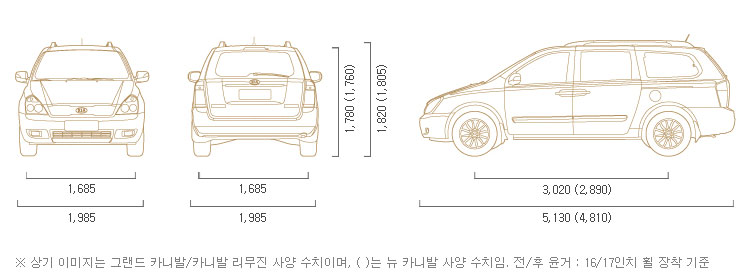 KIA
KIA
1,780 (1,760)
1,820 (1,805)
1,685
1,985
1,685
1,985
3,020 (2,890)
5,130 (4,810)
※ 상기 이미지는 그랜드 카니발/카니발 리무진 사양 수치이며, ( )는 뉴 카니발 사양 수치임. 전/후 윤거 : 16/17인치 휠 장착 기준